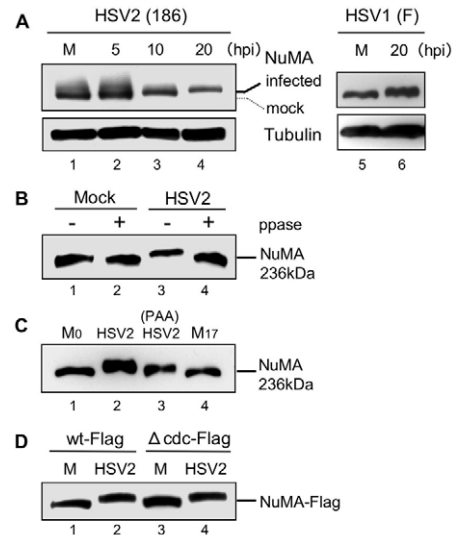 A
HSV2 (186)
M 5 10 20 (hpi)
NuMA
infected
mock
Tubulin
1 2 3 4
HSV1 (F)
M 20 (hpi)
5 6
B
Mock HSV2
- + - + ppase
NuMA
236kDa
1 2 3 4
C
(PAA)
M0 HSV2 HSV2 M17
NuMA
236kDa
1 2 3 4
D
wt-Flag Δcdc-Flag
M HSV2 M HSV2
NuMA-Flag
1 2 3 4